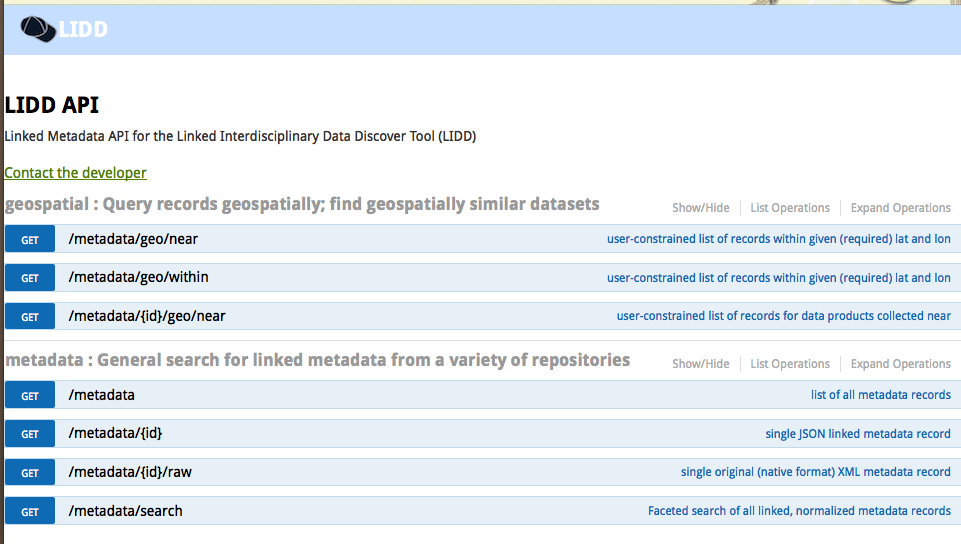 LIDD
LIDD API
Linked Metadata API for the Linked Interdisciplinary Data Discover Tool (LIDD)
Contact the developer
geospatial : Query records geospatially; find geospatially similar datasets Show/Hide List Operations Expand Operations
GET /metadata/geo/near user-constrained list of records within given (required) lat and lon
GET /metadata/geo/within user-constrained list of records within given (required) lat and lon
GET /metadata/{id}/geo/near user-constrained list of records for data products collected near
metadata : General search for linked metadata from a variety of repositories Show/Hide List Operations Expand Operations
GET /metadata list of all metadata records
GET /metadata/{id} single JSON linked metadata record
GET /metadata/{id}/raw single original (native format) XML metadata record
GET /metadata/search Faceted search of all linked, normalized metadata records